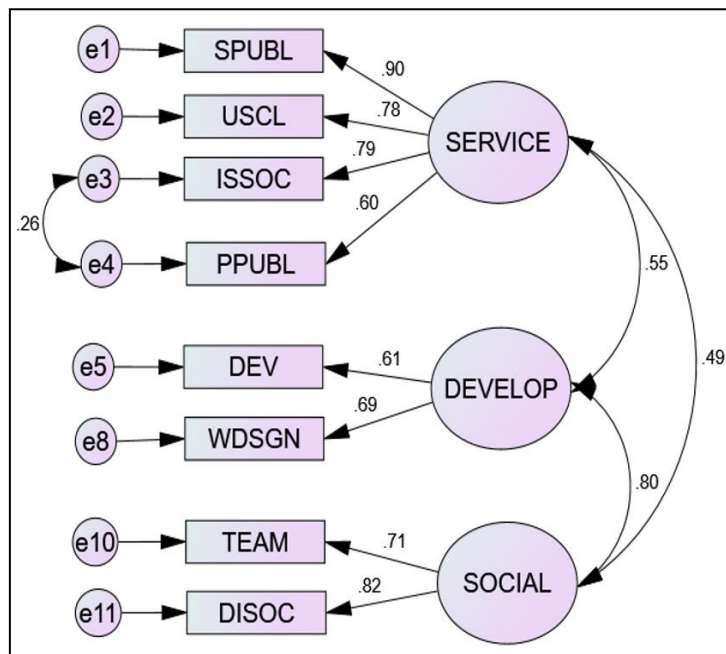 e1
SPUBL
.90
e2
USCL
.78
SERVICE
e3
ISSOC
.79
.26
.60
e4
PPUBL
.55
.49
e5
DEV
.61
DEVELOP
e8
WDSGN
.69
.80
e10
TEAM
.71
SOCIAL
e11
DISOC
.82